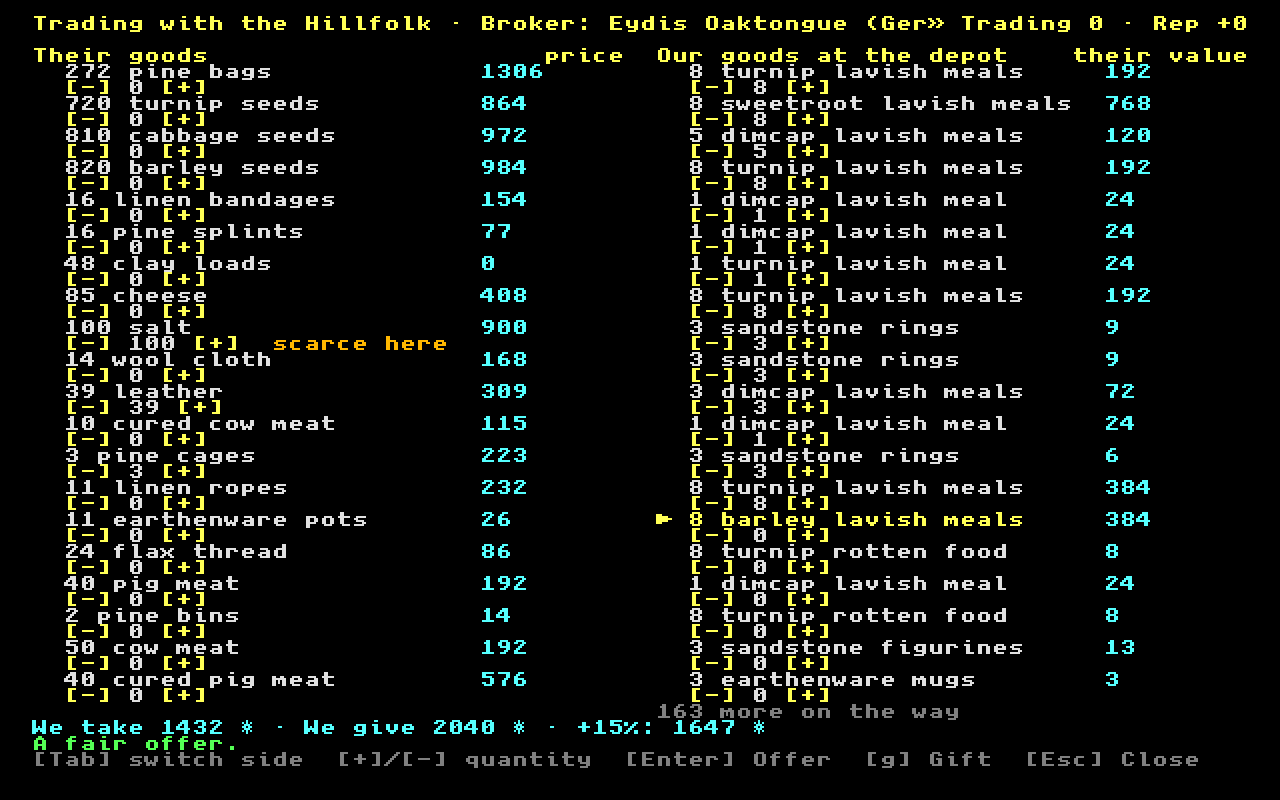 Trading with the Hillfolk · Broker: Eydis Oaktongue (Ger» Trading 0 · Rep +0
Their goods price Our goods at the depot their value
272 pine bags 1306 8 turnip lavish meals 192
[-] 0 [+] [-] 8 [+]
720 turnip seeds 864 8 sweetroot lavish meals 768
[-] 0 [+] [-] 8 [+]
810 cabbage seeds 972 5 dimcap lavish meals 120
[-] 0 [+] [-] 5 [+]
820 barley seeds 984 8 turnip lavish meals 192
[-] 0 [+] [-] 8 [+]
16 linen bandages 154 1 dimcap lavish meal 24
[-] 0 [+] [-] 1 [+]
16 pine splints 77 1 dimcap lavish meal 24
[-] 0 [+] [-] 1 [+]
48 clay loads 0 1 turnip lavish meal 24
[-] 0 [+] [-] 1 [+]
85 cheese 408 8 turnip lavish meals 192
[-] 0 [+] [-] 8 [+]
100 salt 900 3 sandstone rings 9
[-] 100 [+] scarce here [-] 3 [+]
14 wool cloth 168 3 sandstone rings 9
[-] 0 [+] [-] 3 [+]
39 leather 309 3 dimcap lavish meals 72
[-] 39 [+] [-] 3 [+]
10 cured cow meat 115 1 dimcap lavish meal 24
[-] 0 [+] [-] 1 [+]
3 pine cages 223 3 sandstone rings 6
[-] 3 [+] [-] 3 [+]
11 linen ropes 232 8 turnip lavish meals 384
[-] 0 [+] [-] 8 [+]
11 earthenware pots 26 ► 8 barley lavish meals 384
[-] 0 [+] [-] 0 [+]
24 flax thread 86 8 turnip rotten food 8
[-] 0 [+] [-] 0 [+]
40 pig meat 192 1 dimcap lavish meal 24
[-] 0 [+] [-] 0 [+]
2 pine bins 14 8 turnip rotten food 8
[-] 0 [+] [-] 0 [+]
50 cow meat 192 3 sandstone figurines 13
[-] 0 [+] [-] 0 [+]
40 cured pig meat 576 3 earthenware mugs 3
[-] 0 [+] [-] 0 [+]
163 more on the way
We take 1432 * · We give 2040 * · +15%: 1647 *
A fair offer.
[Tab] switch side [+]/[-] quantity [Enter] Offer [g] Gift [Esc] Close